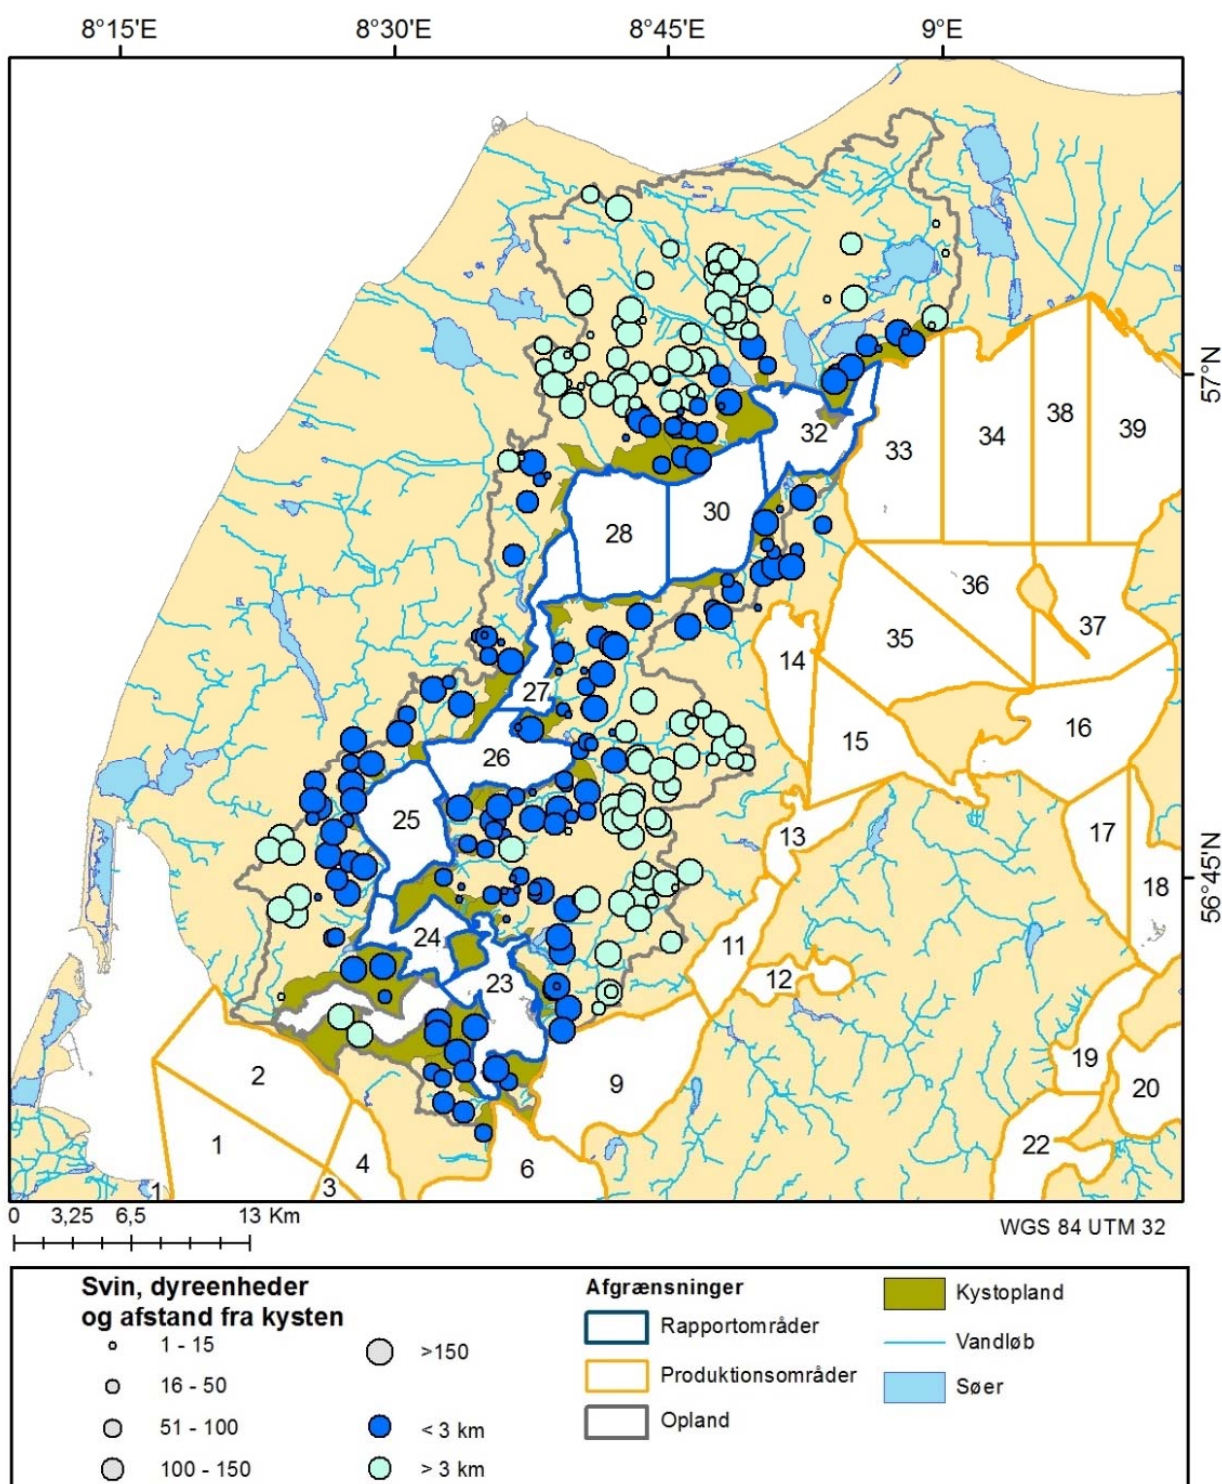 8°15'E 8°30'E 8°45'E 9°E
57°N
32
38
39
34
33
30
28
36
37
35
14
27
16
15
26
25
13
17
56°45'N
18
24
11
12
23
19
2
9
20
1
4
22
6
3
1
0 3,25 6,5 13 Km
WGS 84 UTM 32
Svin, dyreenheder
og afstand fra kysten
1 - 15
16 - 50
51 - 100
100 - 150
>150
< 3 km
> 3 km
Afgrænsninger
Rapportområder
Produktionsområder
Opland
Kystopland
Vandløb
Søer